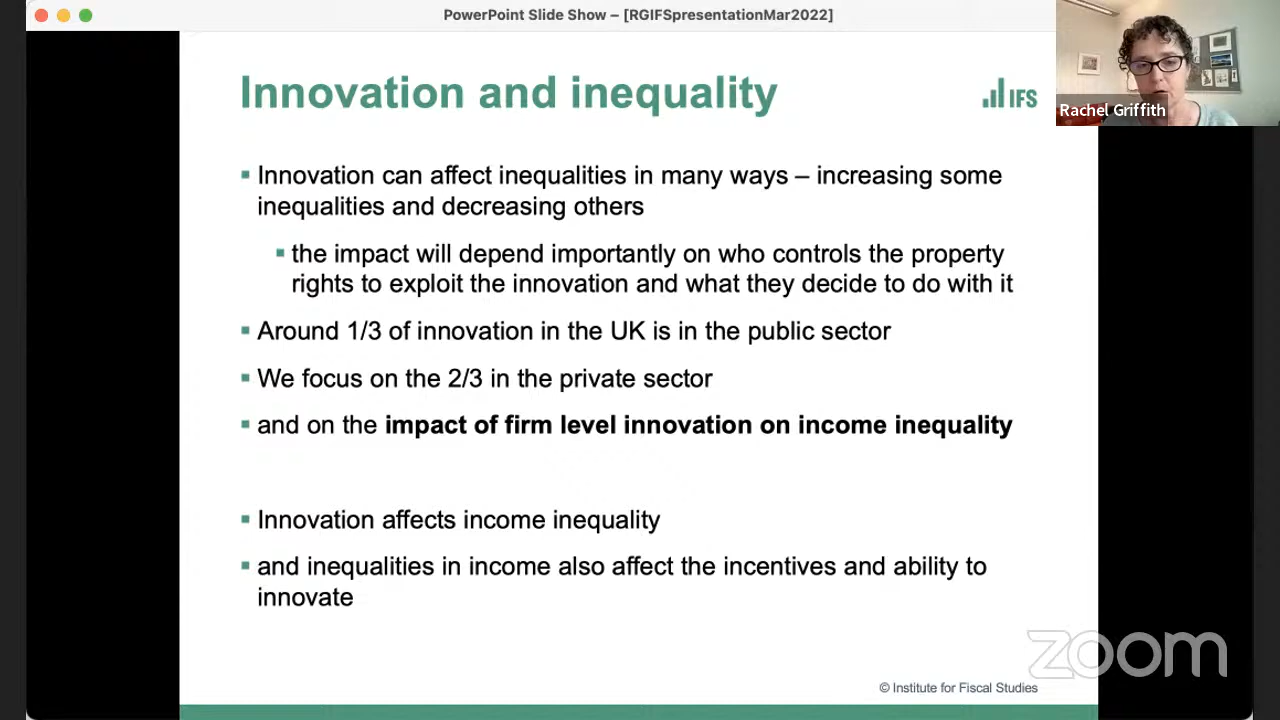 PowerPoint Slide Show – [RGIFSpresentationMar2022]
Innovation and inequality
IFS
Rachel Griffith
Innovation can affect inequalities in many ways – increasing some
inequalities and decreasing others
the impact will depend importantly on who controls the property
rights to exploit the innovation and what they decide to do with it
Around 1/3 of innovation in the UK is in the public sector
We focus on the 2/3 in the private sector
and on the impact of firm level innovation on income inequality
Innovation affects income inequality
and inequalities in income also affect the incentives and ability to
innovate
zoom
© Institute for Fiscal Studies